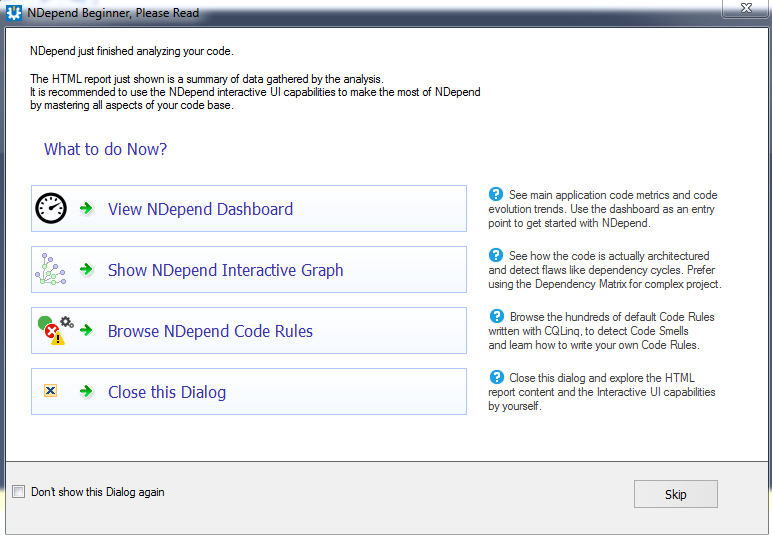 NDepend Beginner, Please Read
NDepend just finished analyzing your code.
The HTML report just shown is a summary of data gathered by the analysis.
It is recommended to use the NDepend interactive UI capabilities to make the most of NDepend
by mastering all aspects of your code base.
What to do Now?
View NDepend Dashboard
See main application code metrics and code
evolution trends. Use the dashboard as an entry
point to get started with NDepend.
Show NDepend Interactive Graph
See how the code is actually architectured
and detect flaws like dependency cycles. Prefer
using the Dependency Matrix for complex project.
Browse NDepend Code Rules
Browse the hundreds of default Code Rules
written with CQLinq, to detect Code Smells
and learn how to write your own Code Rules.
Close this Dialog
Close this dialog and explore the HTML
report content and the Interactive UI capabilities
by yourself.
Don't show this Dialog again
Skip